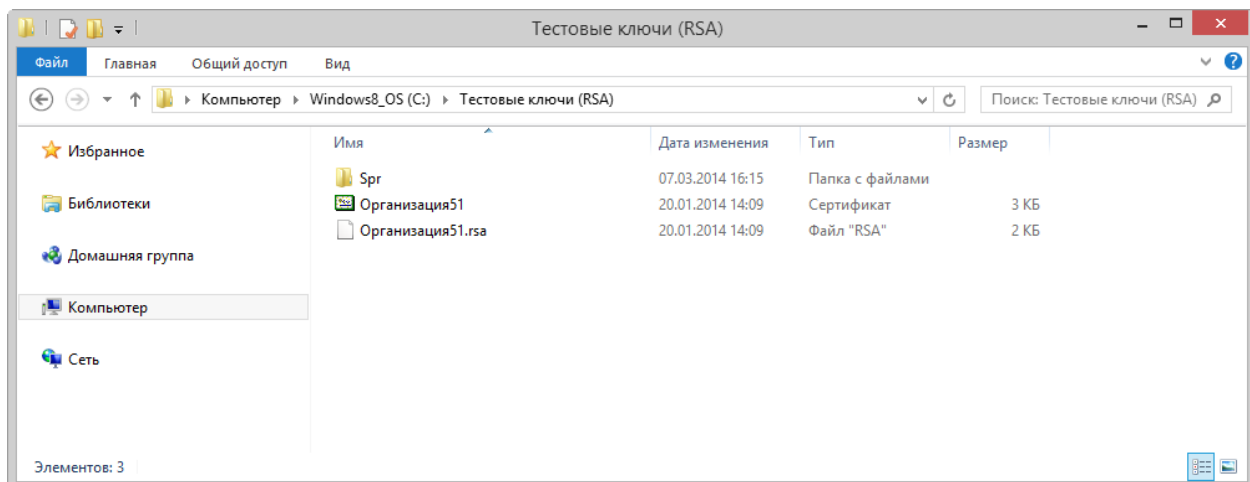 Тестовые ключи (RSA)
Файл Главная Общий доступ Вид
Компьютер Windows8_OS (C:) Тестовые ключи (RSA) Поиск: Тестовые ключи (RSA)
Избранное
Библиотеки
Домашняя группа
Компьютер
Сеть
Имя Дата изменения Тип Размер
Spr 07.03.2014 16:15 Папка с файлами
Организация51 20.01.2014 14:09 Сертификат 3 КБ
Организация51.rsa 20.01.2014 14:09 Файл "RSA" 2 КБ
Элементов: 3